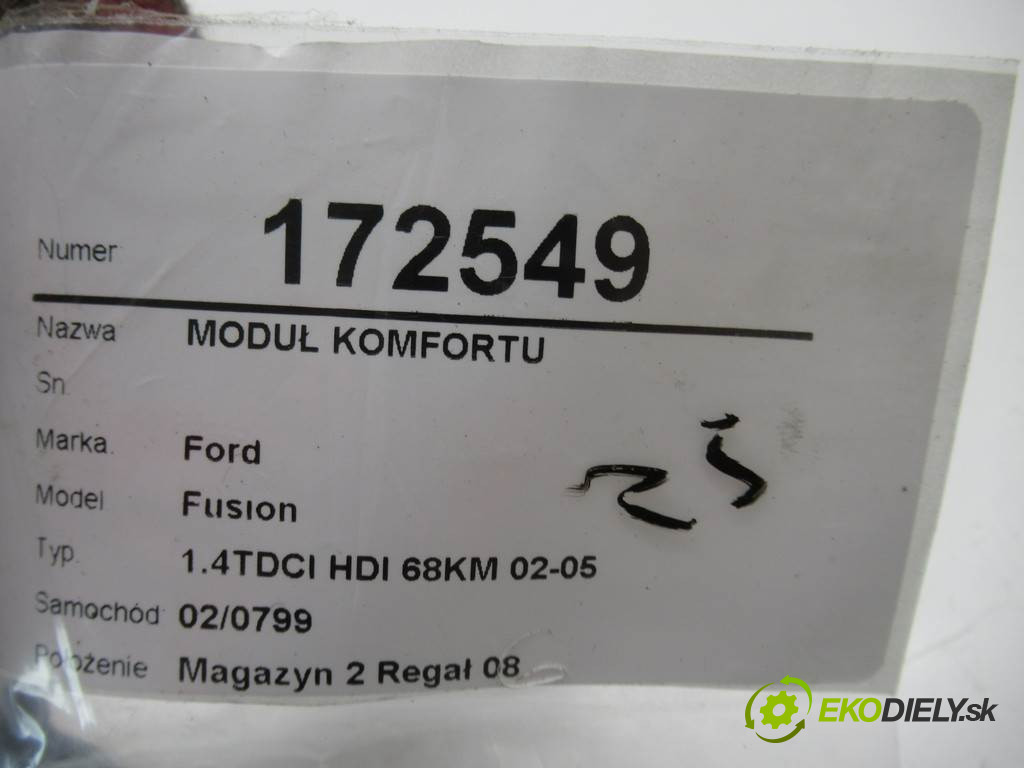 Numer 172549
Nazwa MODUŁ KOMFORTU
Sn.
Marka. Ford
Model Fusion
Typ. 1.4TDCI HDI 68KM 02-05
Samochód 02/0799
Położenie Magazyn 2 Regał 08
25
EKODIELY.sk